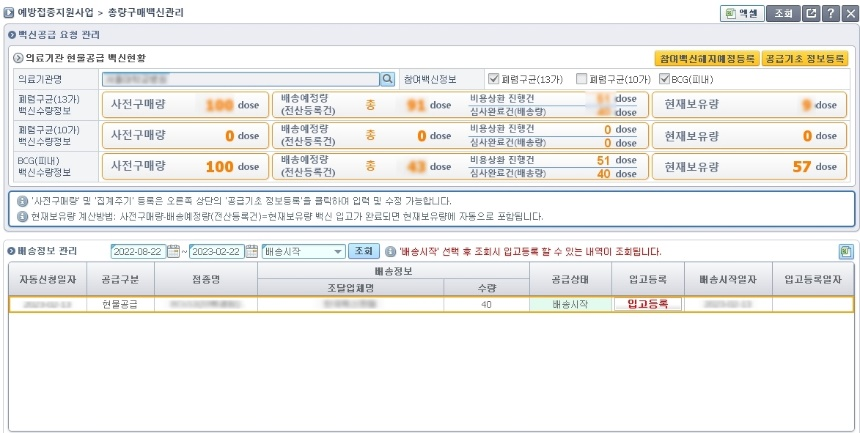 예방접종지원사업 > 총량구매백신관리
엑셀 조회 ? X
백신공급 요청 관리
의료기관 현물공급 백신현황
참여백신해지예정등록 공급기초 정보등록
의료기관명 참여백신정보 폐렴구균(13가) 폐렴구균(10가) BCG(피내)
폐렴구균(13가) 백신수량정보
사전구매량 100 dose
배송예정량 (전산등록건) 총 91 dose
비용상환 진행건 51 dose
심사완료건(배송량) 40 dose
현재보유량 9 dose
폐렴구균(10가) 백신수량정보
사전구매량 0 dose
배송예정량 (전산등록건) 총 0 dose
비용상환 진행건 0 dose
심사완료건(배송량) 0 dose
현재보유량 0 dose
BCG(피내) 백신수량정보
사전구매량 100 dose
배송예정량 (전산등록건) 총 43 dose
비용상환 진행건 51 dose
심사완료건(배송량) 40 dose
현재보유량 57 dose
'사전구매량' 및 '집계주기' 등록은 오른쪽 상단의 '공급기초 정보등록'을 클릭하여 입력 및 수정 가능합니다.
현재보유량 계산방법: 사전구매량-배송예정량(전산등록건)=현재보유량 백신 입고가 완료되면 현재보유량에 자동으로 포함됩니다.
배송정보 관리 2022-08-22 ~ 2023-02-22 배송시작 조회 '배송시작' 선택 후 조회시 입고등록 할 수 있는 내역이 조회됩니다.
자동신청일자 공급구분 접종명 배송정보 공급상태 입고등록 배송시작일자 입고등록일자
조달업체명 수량
2023-02-13 현물공급 40 배송시작 입고등록 2023-02-13